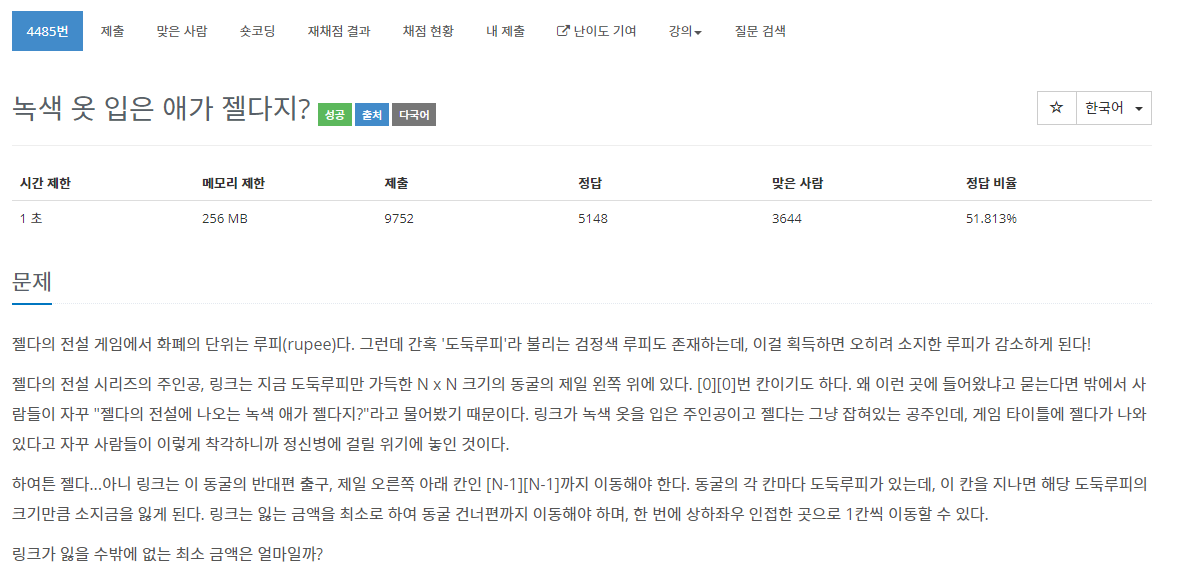 4485번 제출 맞은 사람 숏코딩 재채점 결과 채점 현황 내 제출 난이도 기여 강의 질문 검색
녹색 옷 입은 애가 젤다지? 성공 출처 다국어 ☆ 한국어
시간 제한 메모리 제한 제출 정답 맞은 사람 정답 비율
1 초 256 MB 9752 5148 3644 51.813%
문제
젤다의 전설 게임에서 화폐의 단위는 루피(rupee)다. 그런데 간혹 '도둑루피'라 불리는 검정색 루피도 존재하는데, 이걸 획득하면 오히려 소지한 루피가 감소하게 된다!
젤다의 전설 시리즈의 주인공, 링크는 지금 도둑루피만 가득한 N x N 크기의 동굴의 제일 왼쪽 위에 있다. [0][0]번 칸이기도 하다. 왜 이런 곳에 들어왔냐고 묻는다면 밖에서 사
람들이 자꾸 "젤다의 전설에 나오는 녹색 애가 젤다지?"라고 물어봤기 때문이다. 링크가 녹색 옷을 입은 주인공이고 젤다는 그냥 잡혀있는 공주인데, 게임 타이틀에 젤다가 나와
있다고 자꾸 사람들이 이렇게 착각하니까 정신병에 걸릴 위기에 놓인 것이다.
하여튼 젤다...아니 링크는 이 동굴의 반대편 출구, 제일 오른쪽 아래 칸인 [N-1][N-1]까지 이동해야 한다. 동굴의 각 칸마다 도둑루피가 있는데, 이 칸을 지나면 해당 도둑루피의
크기만큼 소지금을 잃게 된다. 링크는 잃는 금액을 최소로 하여 동굴 건너편까지 이동해야 하며, 한 번에 상하좌우 인접한 곳으로 1칸씩 이동할 수 있다.
링크가 잃을 수밖에 없는 최소 금액은 얼마일까?